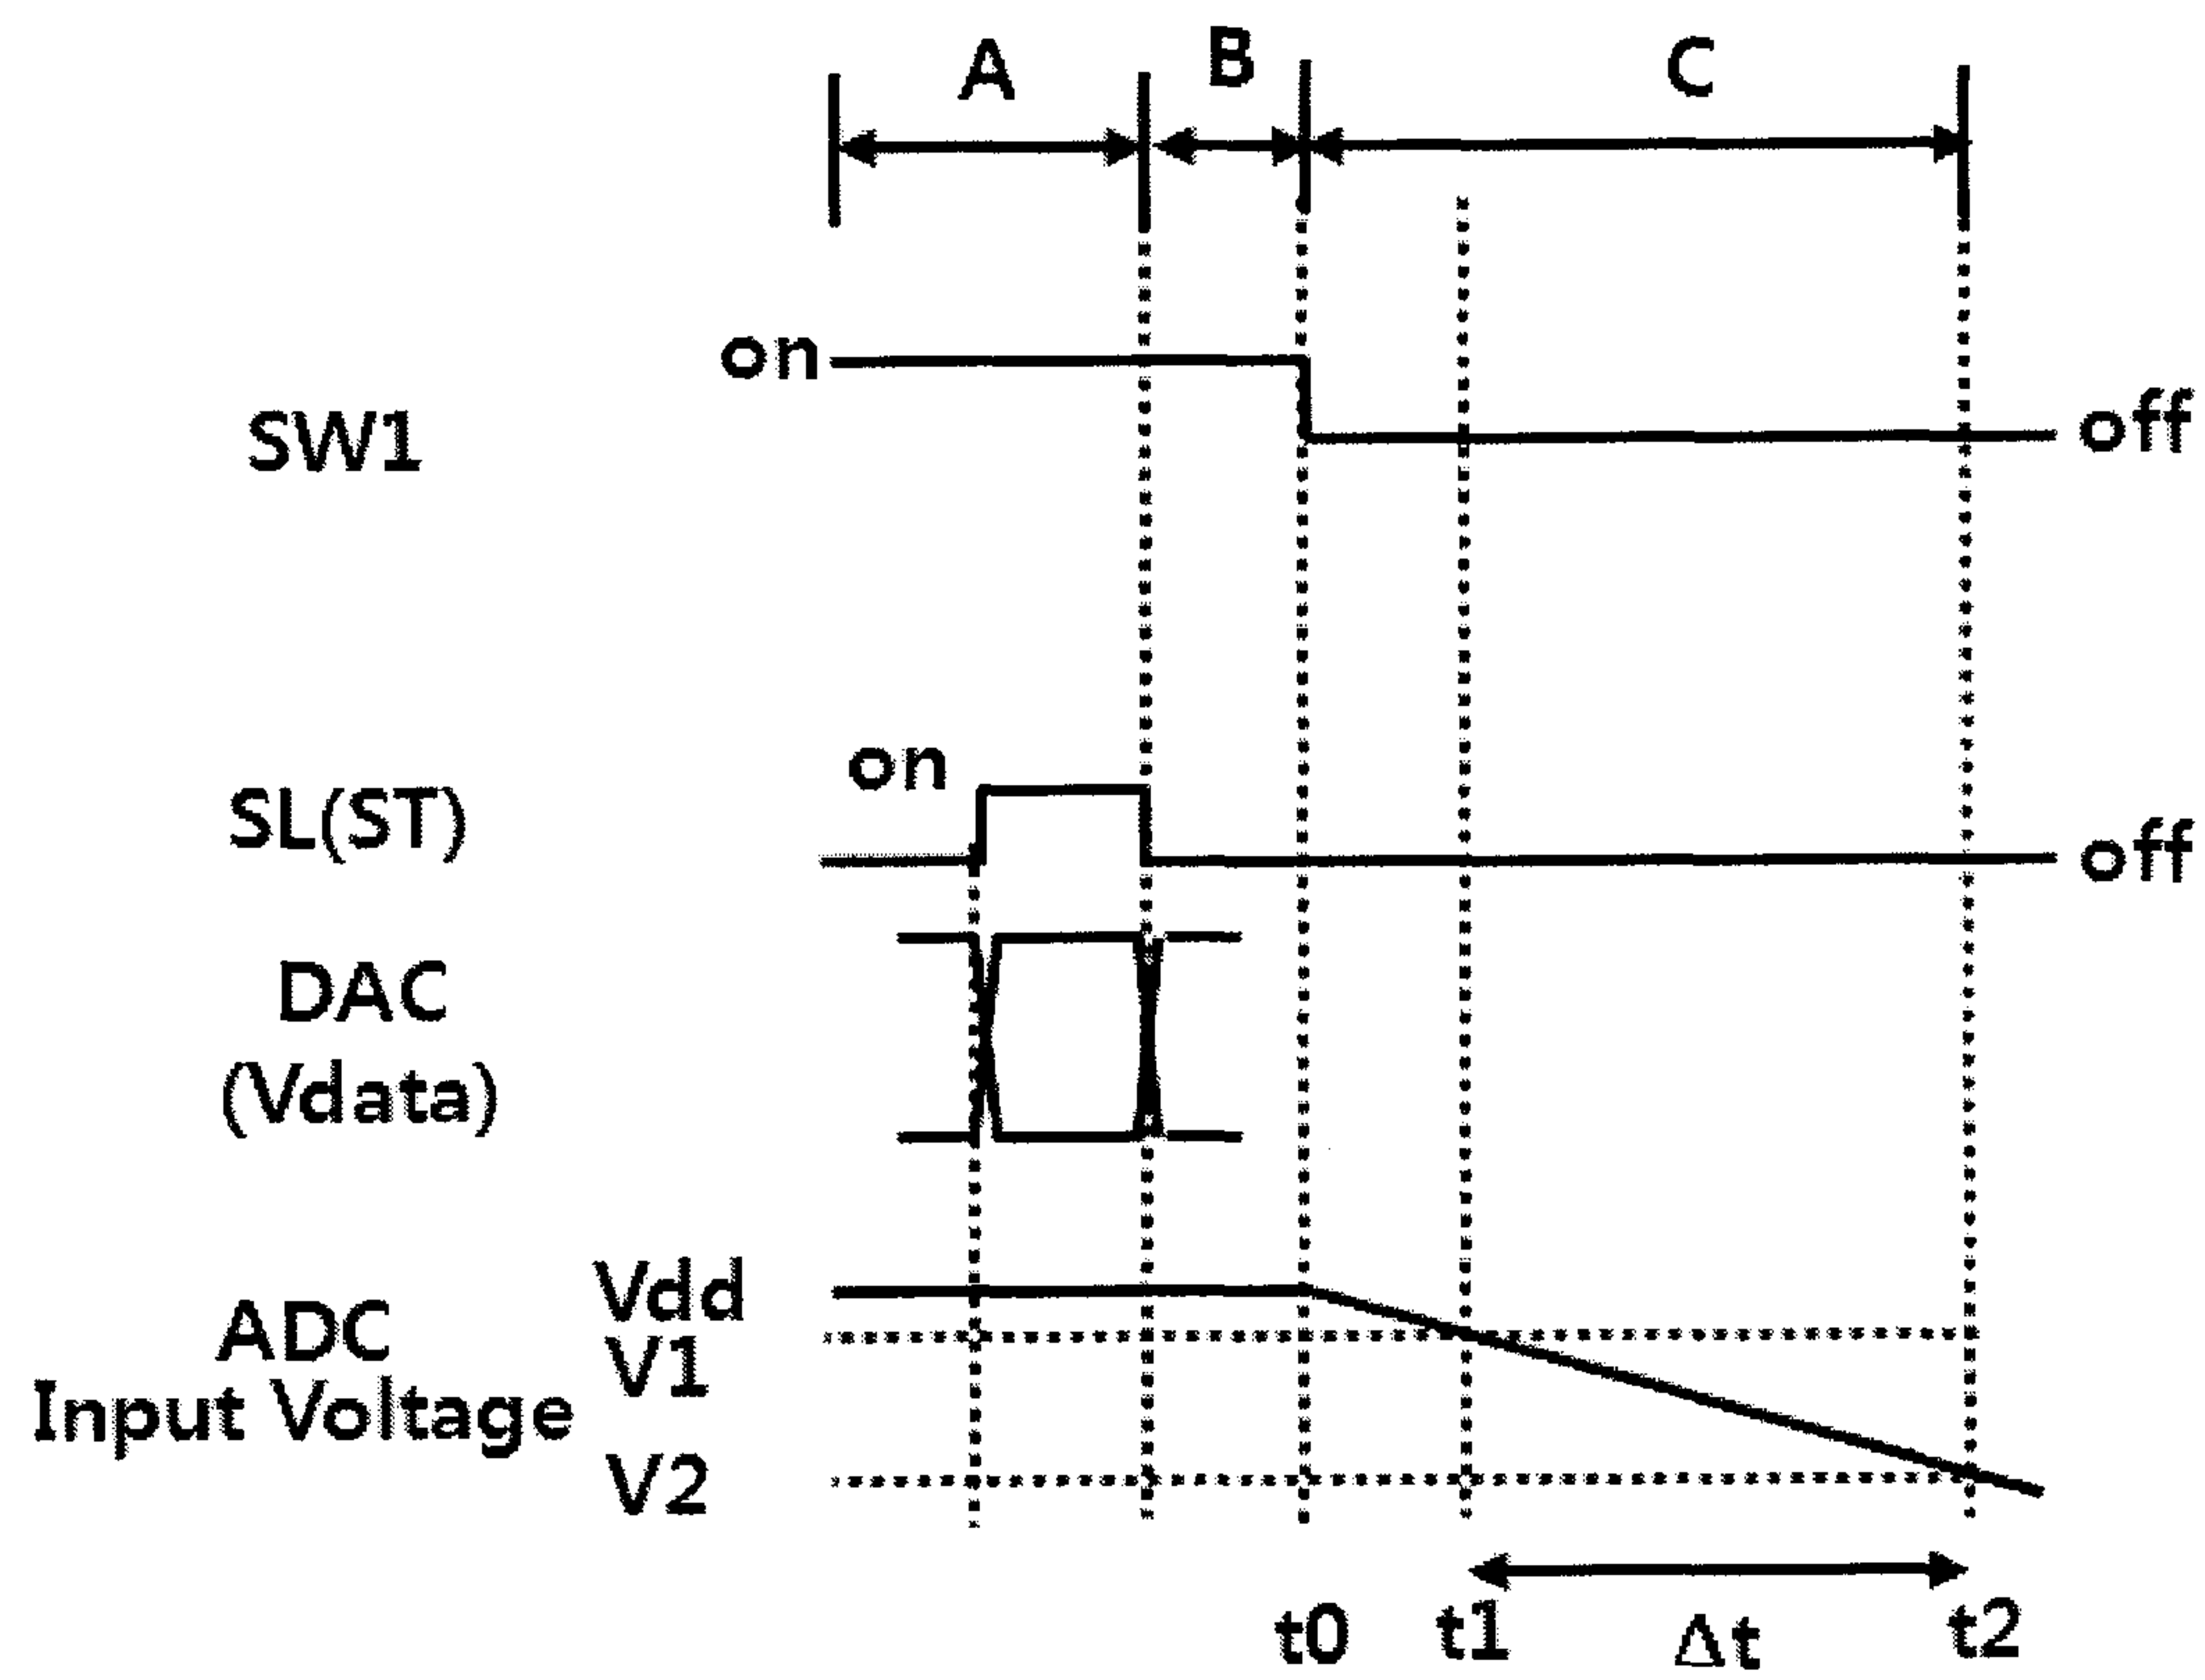 A B C
on
SW1
off
on
SL(ST)
off
DAC
(Vdata)
Vdd
ADC
V1
Input Voltage
V2
t0 t1 Δt t2